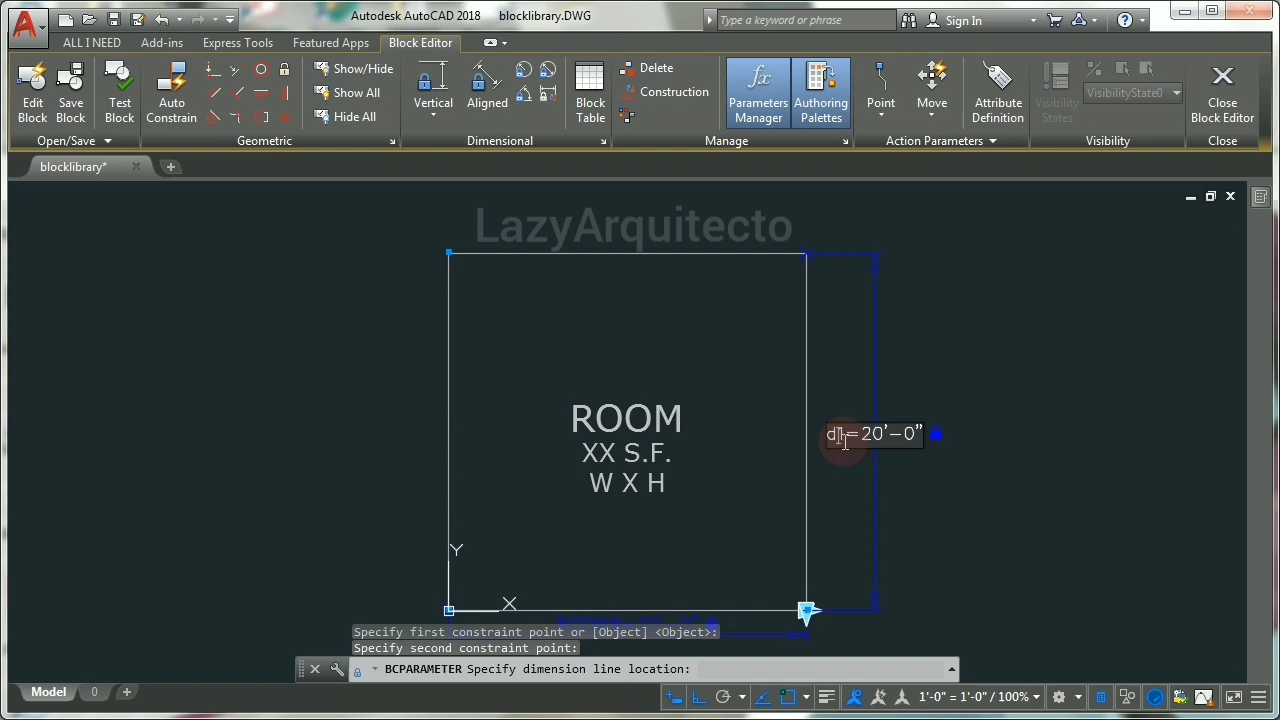 Autodesk AutoCAD 2018 blocklibrary.DWG
Type a keyword or phrase
Sign In
ALL I NEED
Add-ins
Express Tools
Featured Apps
Block Editor
Edit Block
Save Block
Test Block
Auto Constrain
Show/Hide
Show All
Hide All
Vertical
Aligned
Block Table
Delete
Construction
Parameters Manager
Authoring Palettes
Point
Move
Attribute Definition
Visibility States
VisibilityState0
Close Block Editor
Open/Save
Geometric
Dimensional
Manage
Action Parameters
Visibility
Close
blocklibrary*
LazyArquitecto
ROOM
XX S.F.
W X H
=20'-0"
Y
X
Specify first constraint point or [Object] <Object>:
Specify second constraint point:
BCPARAMETER Specify dimension line location:
Model
0
1'-0" = 1'-0" / 100%